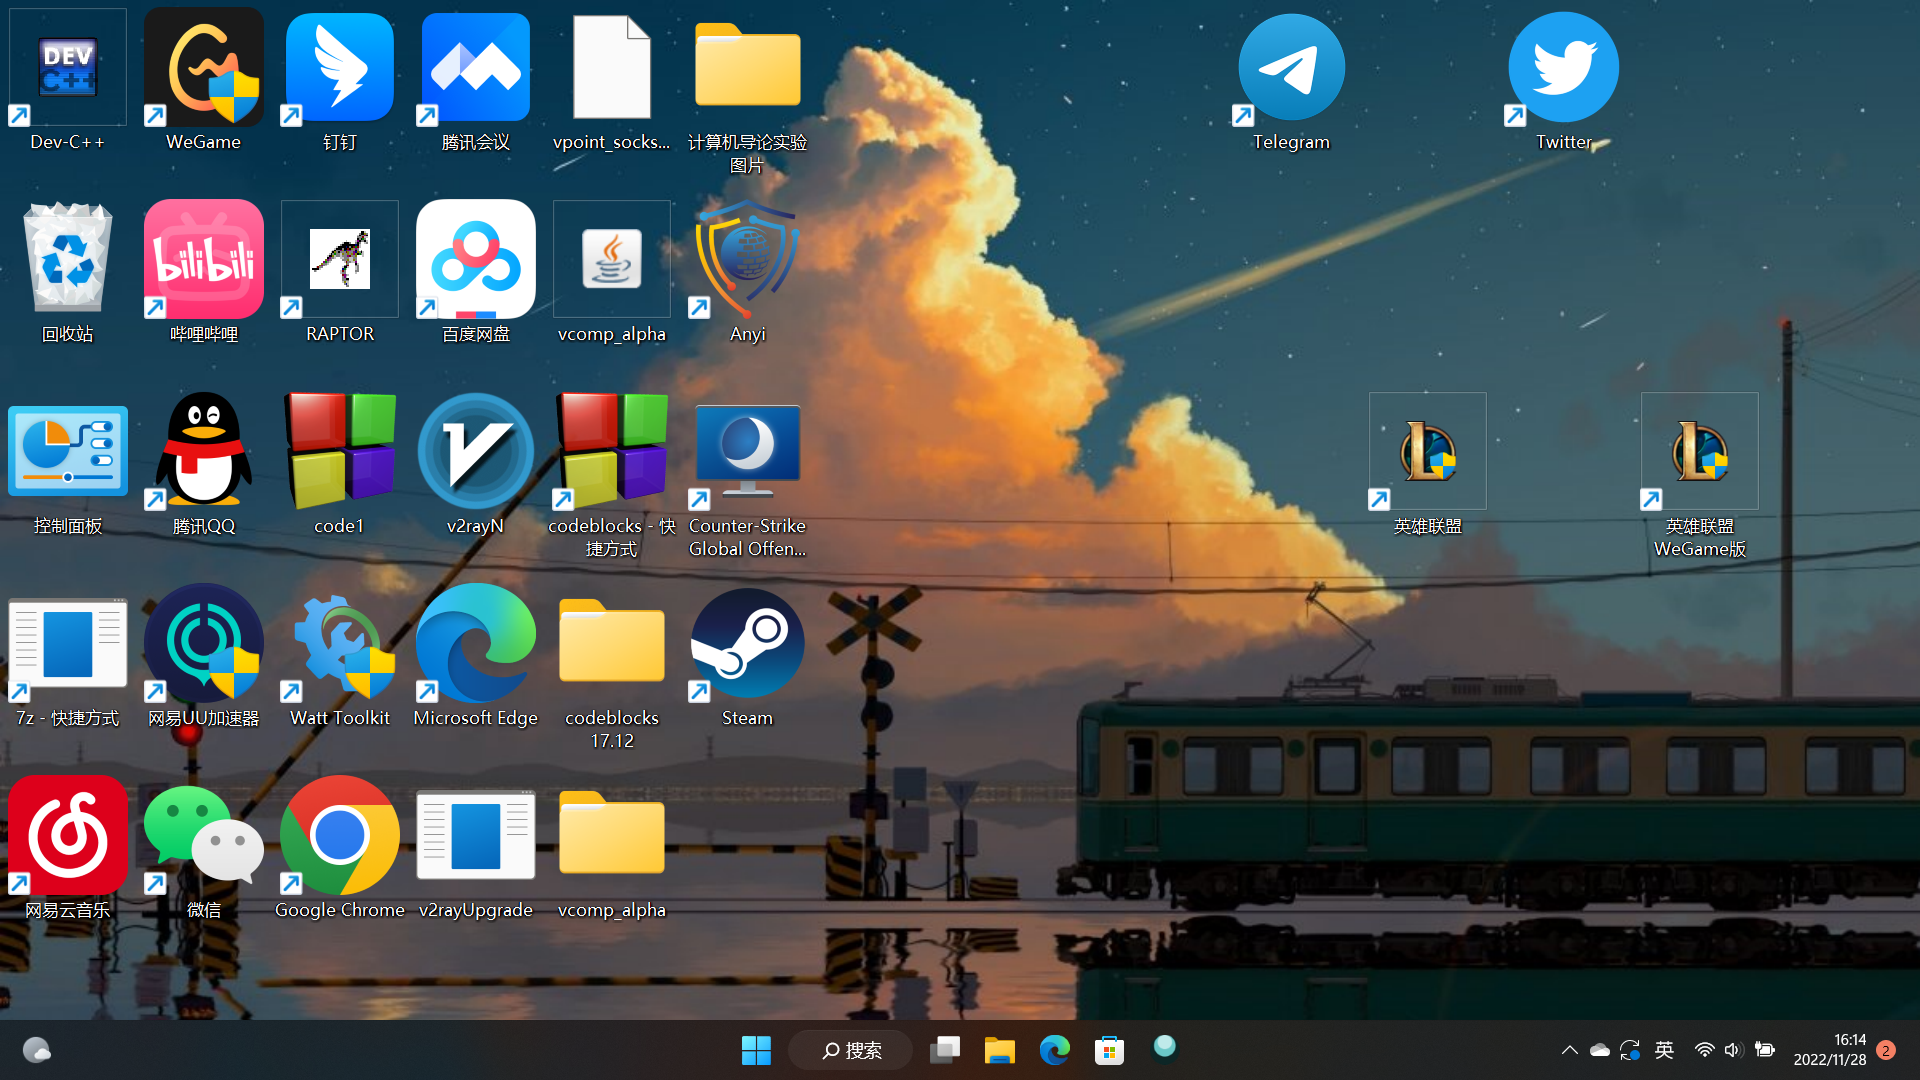 DEV
C++
Dev-C++
WeGame
钉钉
腾讯会议
vpoint_socks...
计算机导论实验
图片
Telegram
Twitter
回收站
bilibili
哔哩哔哩
RAPTOR
百度网盘
vcomp_alpha
Anyi
控制面板
腾讯QQ
code1
v2rayN
codeblocks - 快
捷方式
Counter-Strike
Global Offen...
英雄联盟
英雄联盟
WeGame版
7z - 快捷方式
网易UU加速器
Watt Toolkit
Microsoft Edge
codeblocks
17.12
Steam
网易云音乐
微信
Google Chrome
v2rayUpgrade
vcomp_alpha
搜索
英
16:14
2022/11/28
2